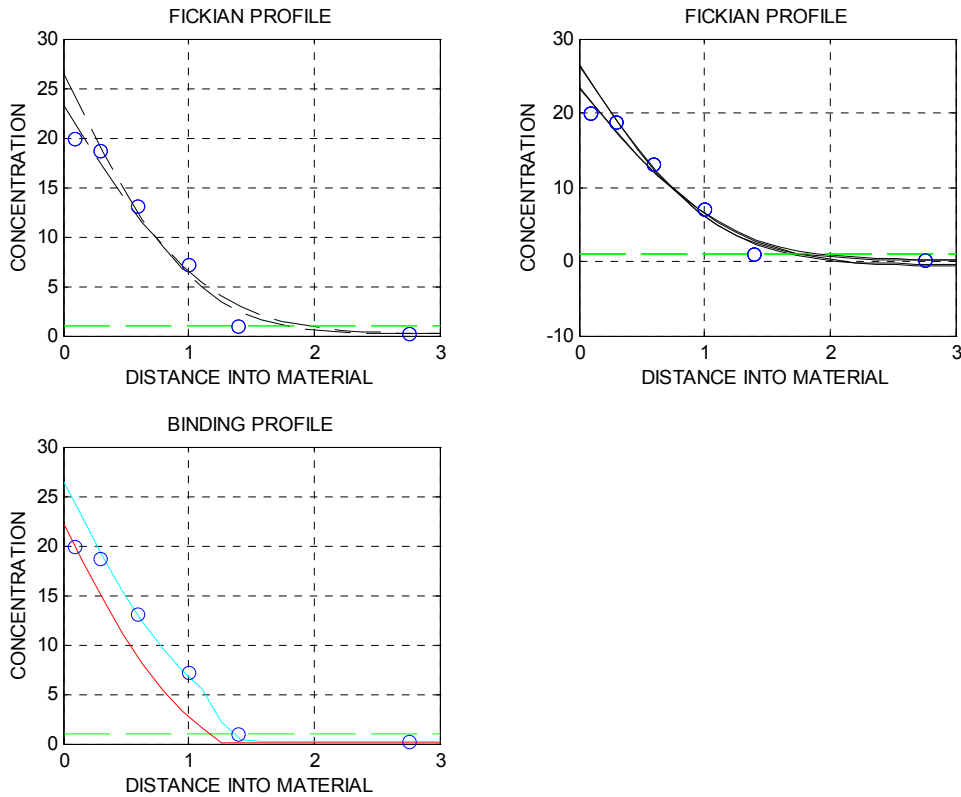 FICKIAN PROFILE
30
25
20
15
10
5
0
CONCENTRATION
0 1 2 3
DISTANCE INTO MATERIAL
FICKIAN PROFILE
30
20
10
0
-10
CONCENTRATION
0 1 2 3
DISTANCE INTO MATERIAL
BINDING PROFILE
30
25
20
15
10
5
0
CONCENTRATION
0 1 2 3
DISTANCE INTO MATERIAL